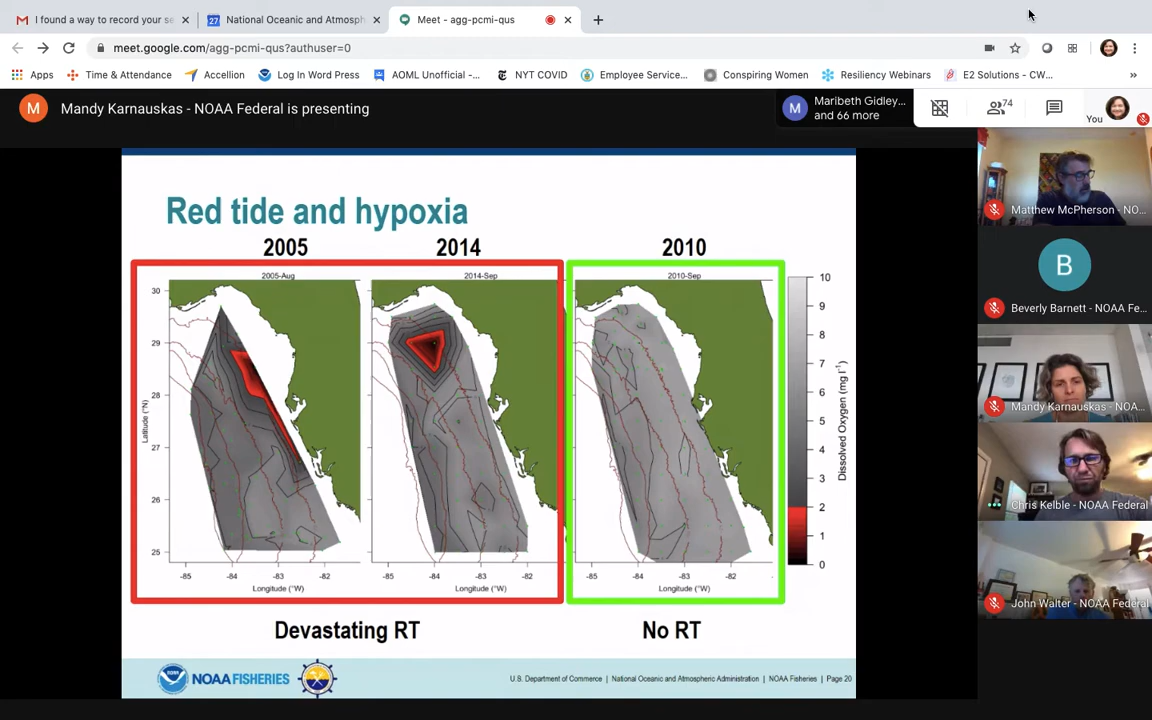 I found a way to record your se
National Oceanic and Atmosph
Meet - agg-pcmi-qus
meet.google.com/agg-pcmi-qus?authuser=0
Apps
Time & Attendance
Accellion
Log In Word Press
AOML Unofficial -...
NYT COVID
Employee Service...
Conspiring Women
Resiliency Webinars
E2 Solutions - CW...
»
M
Mandy Karnauskas - NOAA Federal is presenting
M
Maribeth Gidley...
and 66 more
74
You
Red tide and hypoxia
2005
2014
2010
2005-Aug
2014-Sep
2010-Sep
30
29
28
27
26
25
Latitude (°N)
-85
-84
-83
-82
Longitude (°W)
-85
-84
-83
-82
Longitude (°W)
-85
-84
-83
-82
Longitude (°W)
10
9
8
7
6
5
4
3
2
1
0
Dissolved Oxygen (mg l⁻¹)
Devastating RT
No RT
NOAA FISHERIES
U.S. Department of Commerce | National Oceanic and Atmospheric Administration | NOAA Fisheries | Page 20
Matthew McPherson - NO...
B
Beverly Barnett - NOAA Fe...
Mandy Karnauskas - NOA...
Chris Kelble - NOAA Federal
John Walter - NOAA Federal